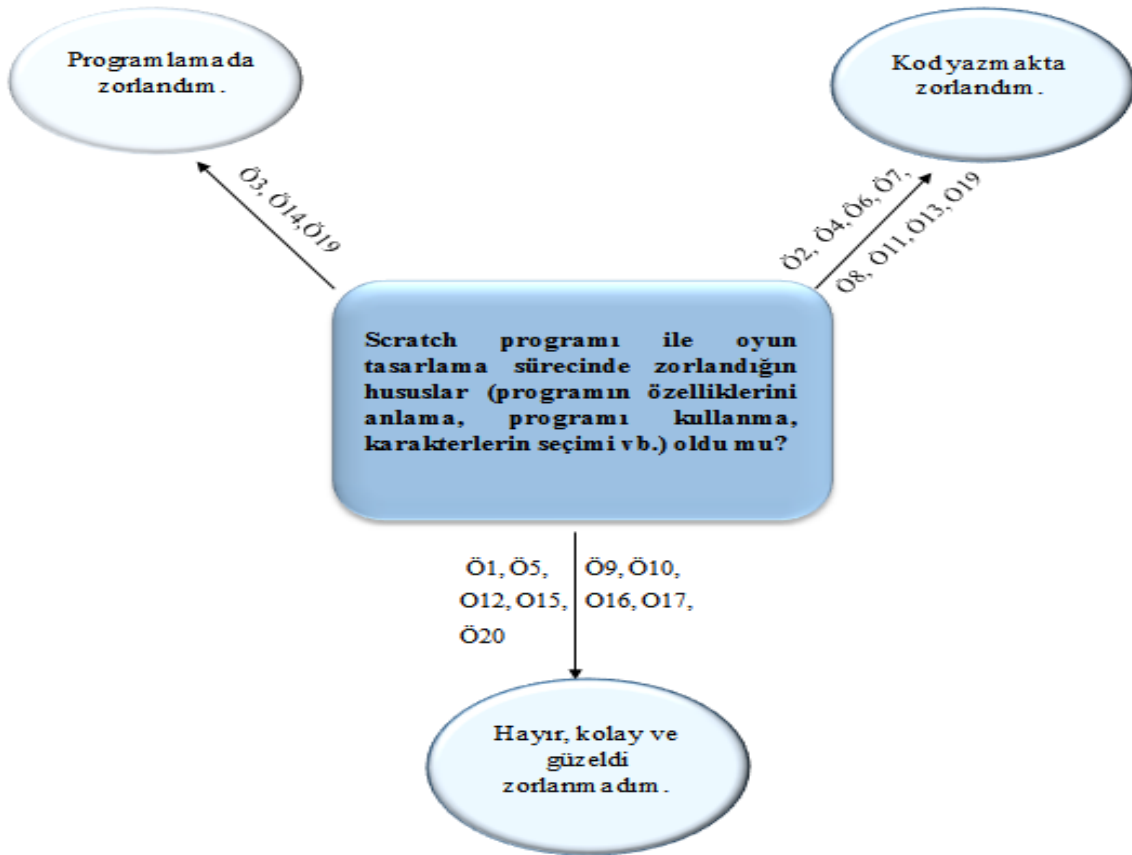 Programlamada
zorlandım.
Kod yazmakta
zorlandım.
Ö3, Ö14,Ö19
Ö2, Ö4,Ö6, Ö7,
Ö8, Ö11, Ö13, Ö19
Scratch programı ile oyun
tasarlama sürecinde zorlandığın
hususlar (programın özelliklerini
anlama, programı kullanma,
karakterlerin seçimi vb.) oldu mu?
Ö1, Ö5,
O12, O15,
Ö20
Ö9, Ö10,
O16, O17,
Hayır, kolay ve
güzeldi
zorlanmadım.